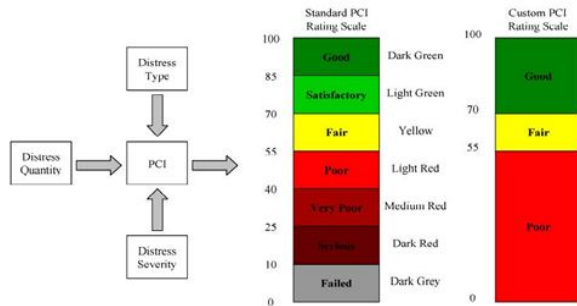 Standard PCI
Rating Scale
Custom PCI
Rating Scale
Distress
Type
Distress
Quantity
PCI
Distress
Severity
100
Good
Dark Green
85
Satisfactory
Light Green
70
Fair
Yellow
55
Poor
Light Red
40
Very Poor
Medium Red
25
Serious
Dark Red
10
Failed
Dark Grey
0
100
Good
70
Fair
55
Poor
0